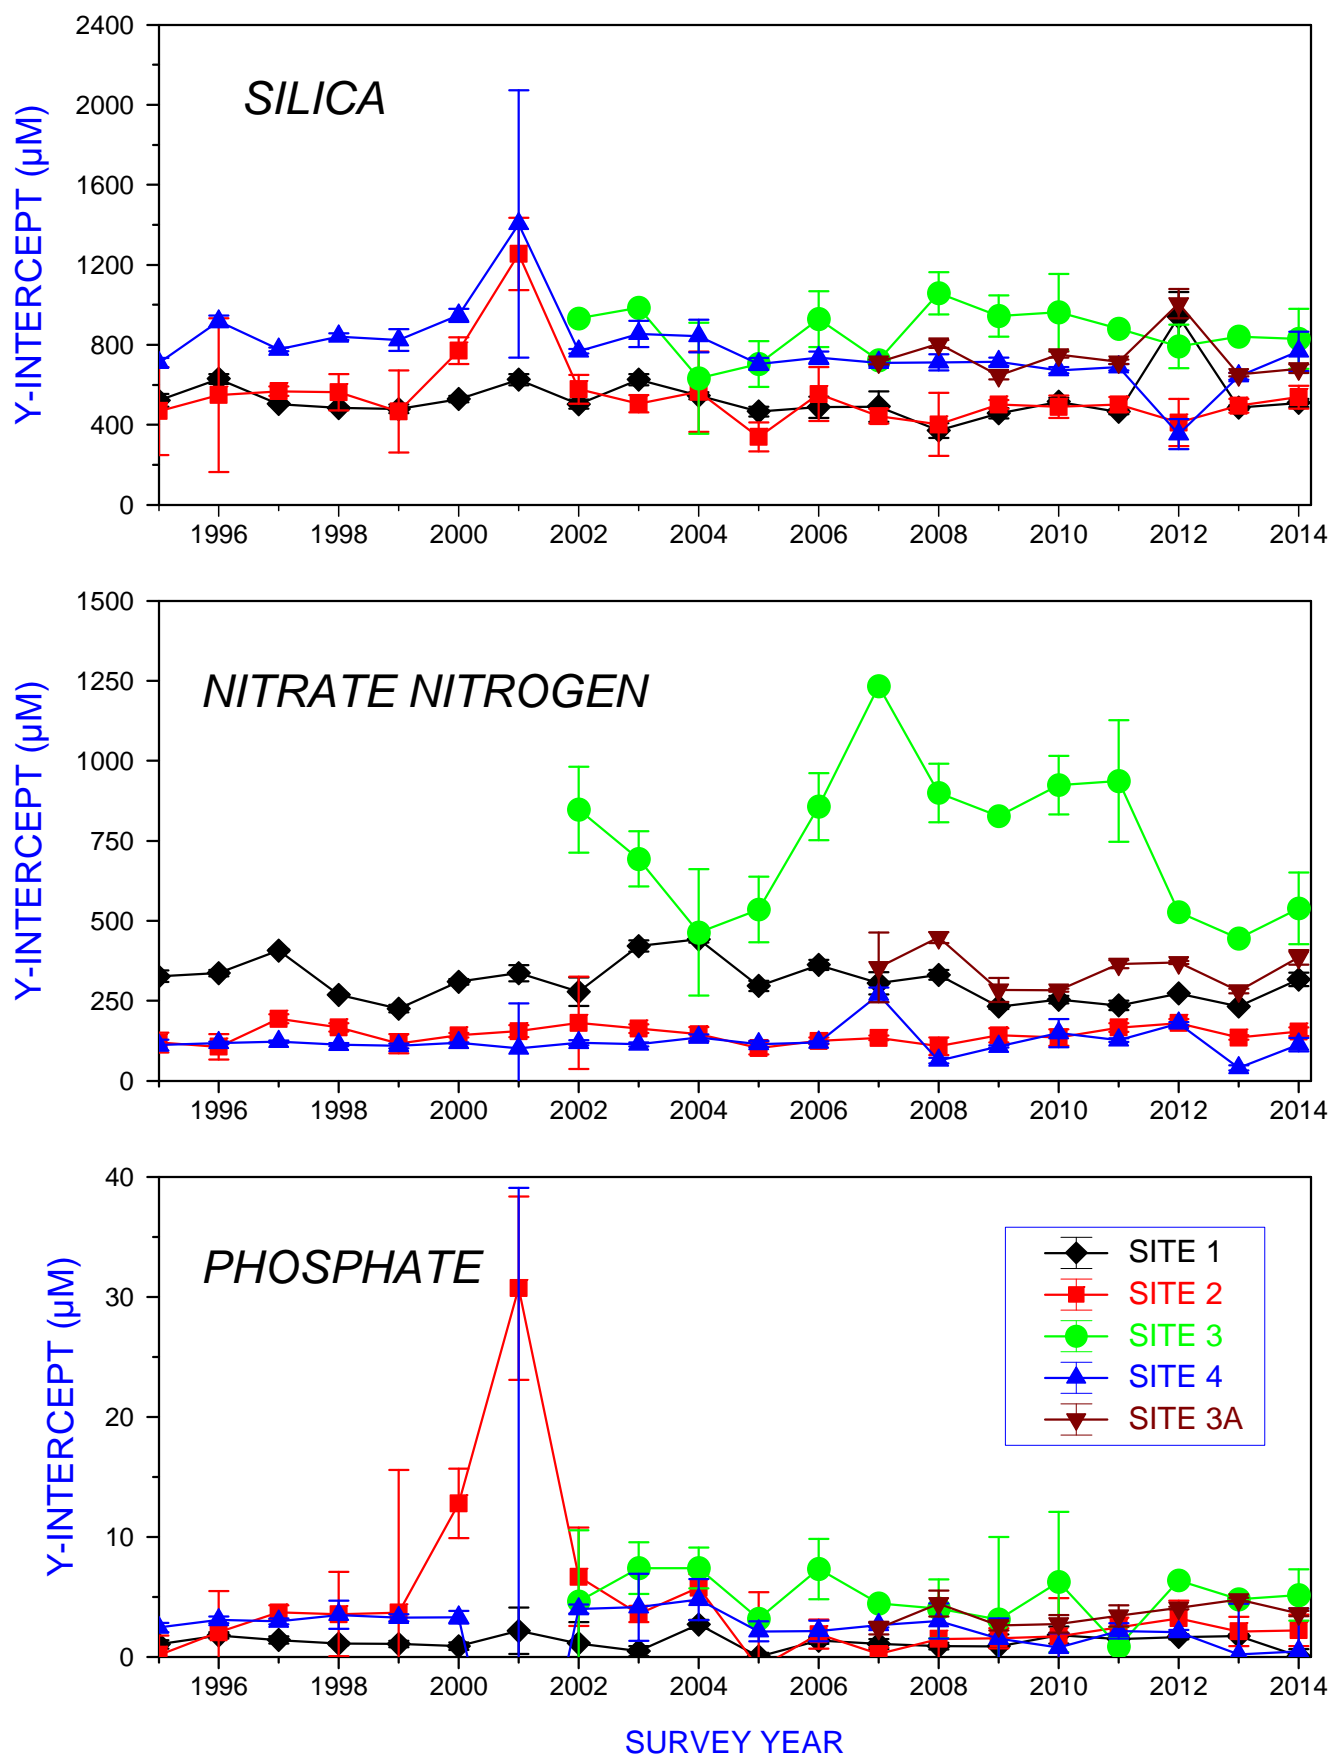 2400
2000
1600
1200
800
400
0
Y-INTERCEPT (µM)
SILICA
1996 1998 2000 2002 2004 2006 2008 2010 2012 2014
1500
1250
1000
750
500
250
0
Y-INTERCEPT (µM)
NITRATE NITROGEN
1996 1998 2000 2002 2004 2006 2008 2010 2012 2014
40
30
20
10
0
Y-INTERCEPT (µM)
PHOSPHATE
SITE 1
SITE 2
SITE 3
SITE 4
SITE 3A
1996 1998 2000 2002 2004 2006 2008 2010 2012 2014
SURVEY YEAR